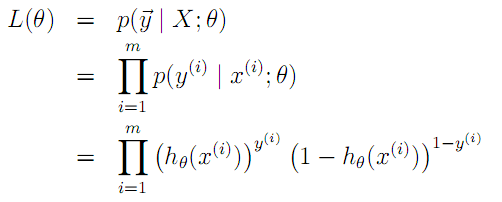 L(θ) = p(y⃗ | X; θ)
= ∏_{i=1}^{m} p(y^{(i)} | x^{(i)}; θ)
= ∏_{i=1}^{m} (h_θ(x^{(i)}))^{y^{(i)}} (1 − h_θ(x^{(i)}))^{1−y^{(i)}}